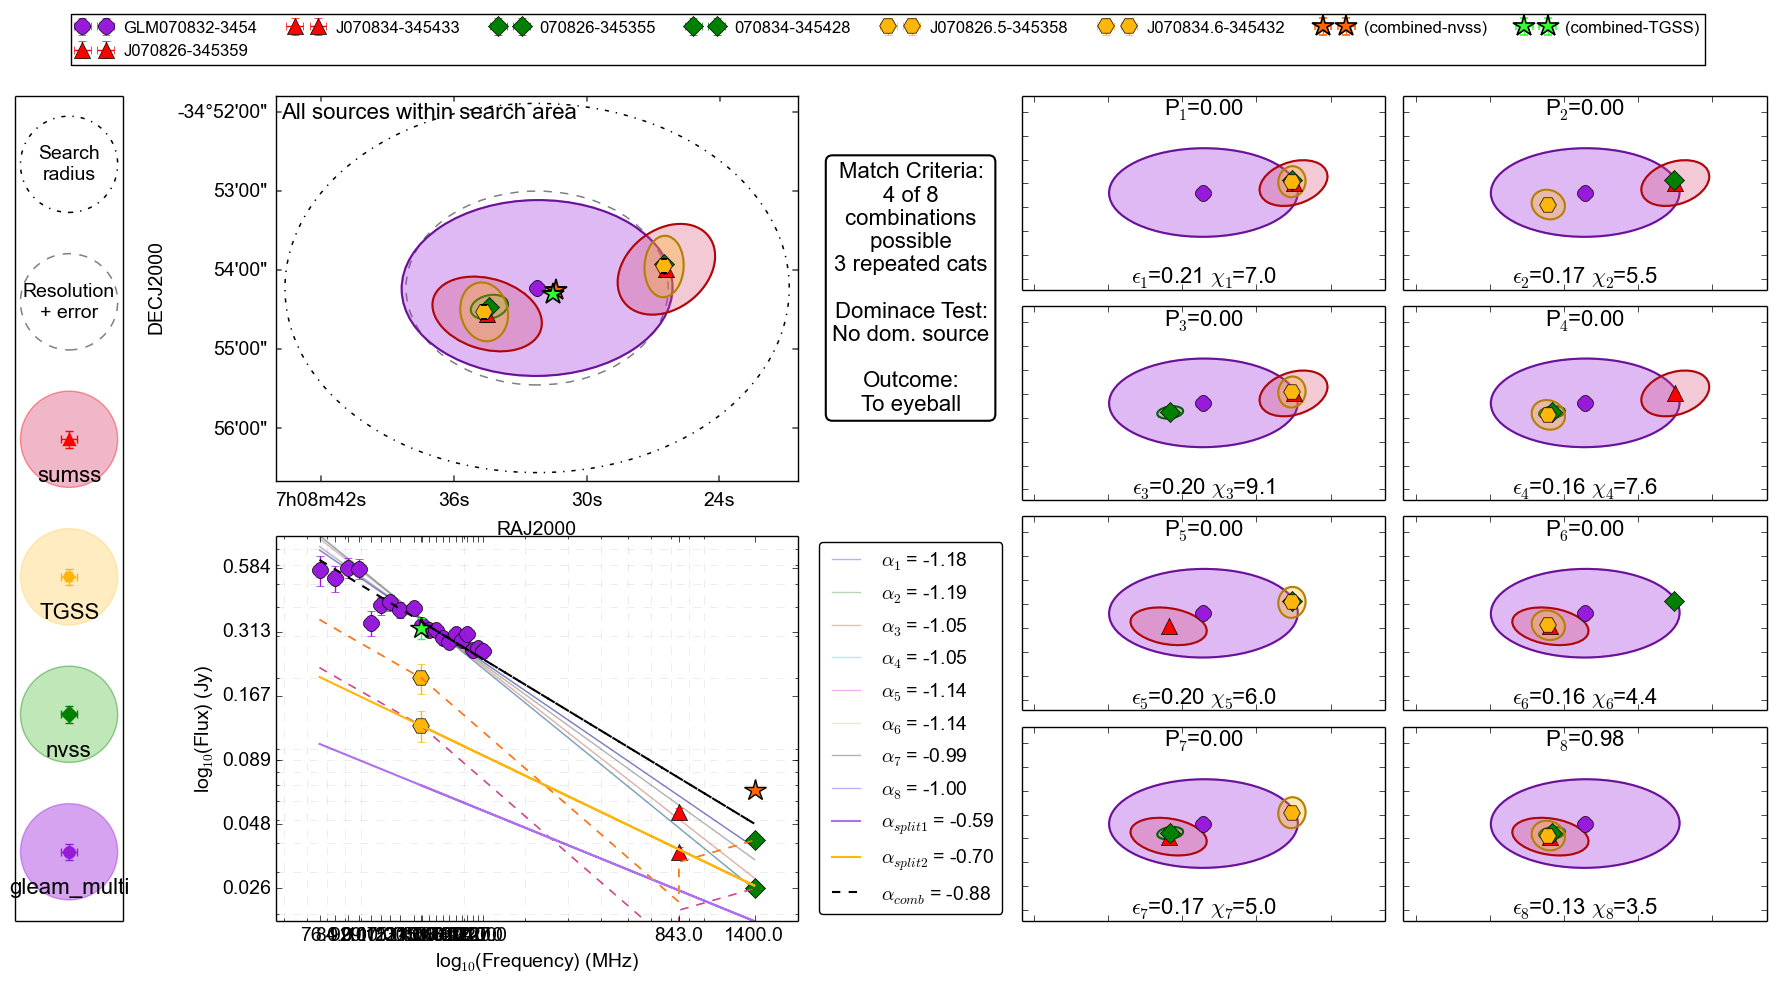 GLM070832-3454
J070834-345433
070826-345355
070834-345428
J070826.5-345358
J070834.6-345432
(combined-nvss)
(combined-TGSS)
J070826-345359
Search
radius
Resolution
+ error
sumss
TGSS
nvss
gleam_multi
All sources within search area
-34°52'00"
53'00"
54'00"
55'00"
56'00"
DECJ2000
7h08m42s
36s
30s
24s
RAJ2000
Match Criteria:
4 of 8
combinations
possible
3 repeated cats
Dominace Test:
No dom. source
Outcome:
To eyeball
0.584
0.313
0.167
0.089
0.048
0.026
log10(Flux) (Jy)
843.0
1400.0
log10(Frequency) (MHz)
α1 = -1.18
α2 = -1.19
α3 = -1.05
α4 = -1.05
α5 = -1.14
α6 = -1.14
α7 = -0.99
α8 = -1.00
αsplit1 = -0.59
αsplit2 = -0.70
αcomb = -0.88
P1=0.00
ϵ1=0.21 χ1=7.0
P2=0.00
ϵ2=0.17 χ2=5.5
P3=0.00
ϵ3=0.20 χ3=9.1
P4=0.00
ϵ4=0.16 χ4=7.6
P5=0.00
ϵ5=0.20 χ5=6.0
P6=0.00
ϵ6=0.16 χ6=4.4
P7=0.00
ϵ7=0.17 χ7=5.0
P8=0.98
ϵ8=0.13 χ8=3.5